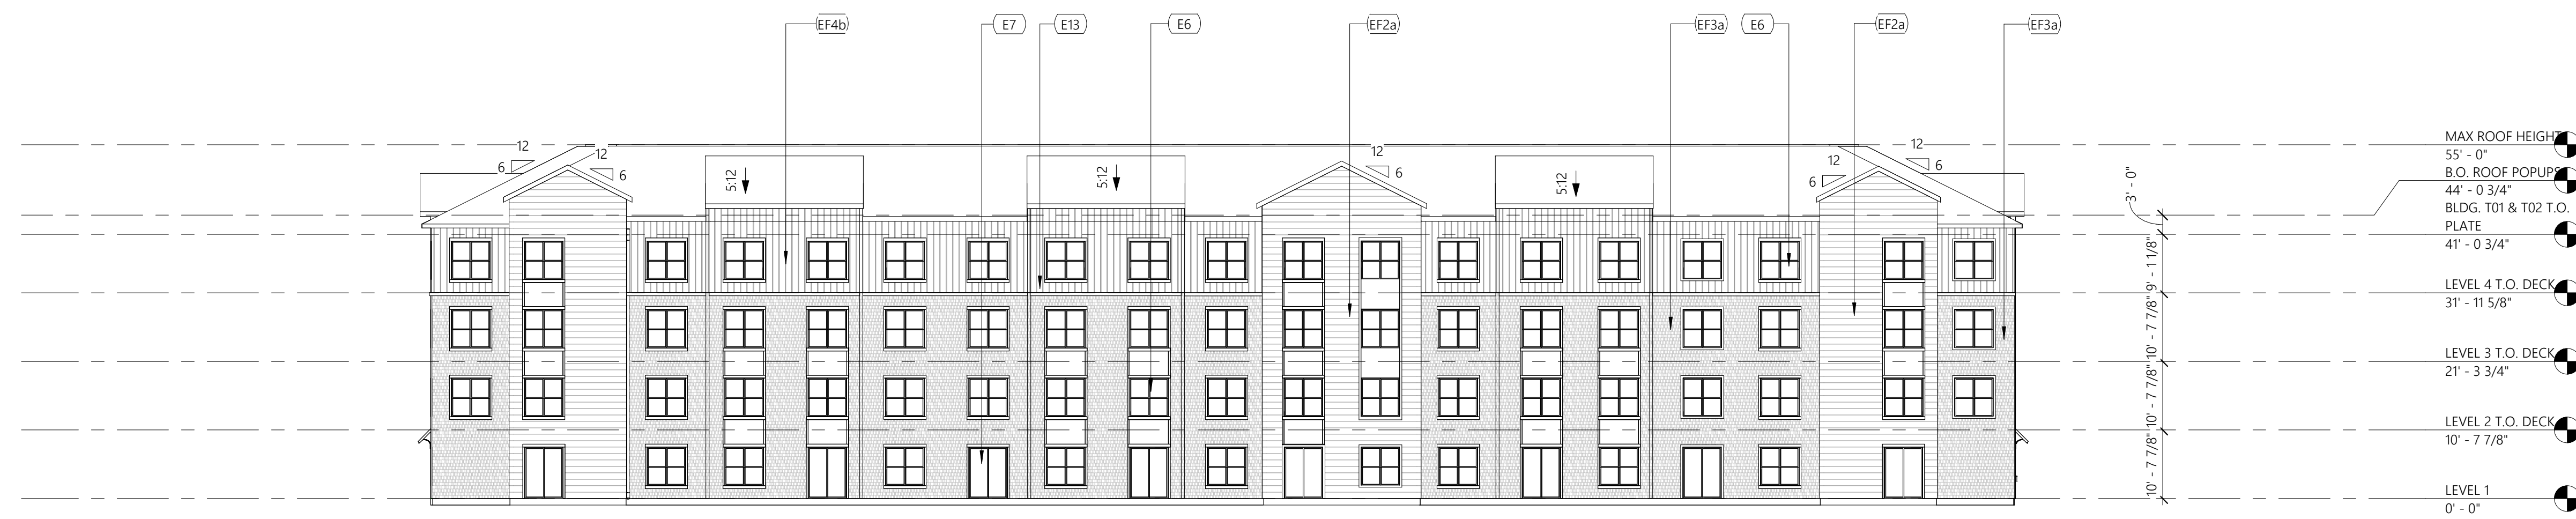 EF4b
E7
E13
E6
EF2a
EF3a
E6
EF2a
EF3a
12
6
12
6
5:12
5:12
12
6
5:12
12
6
12
6
3' - 0"
9' - 1 1/8"
10' - 7 7/8"
10' - 7 7/8"
10' - 7 7/8"
MAX ROOF HEIGHT
55' - 0"
B.O. ROOF POPUPS
44' - 0 3/4"
BLDG. T01 & T02 T.O.
PLATE
41' - 0 3/4"
LEVEL 4 T.O. DECK
31' - 11 5/8"
LEVEL 3 T.O. DECK
21' - 3 3/4"
LEVEL 2 T.O. DECK
10' - 7 7/8"
LEVEL 1
0' - 0"